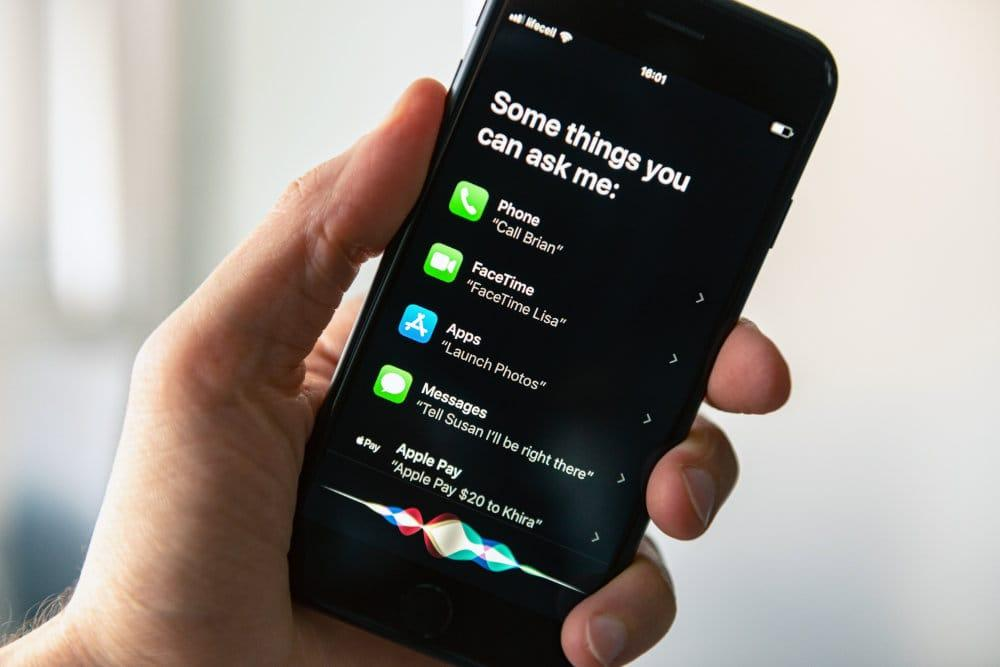 lifecell
16:01
Some things you
can ask me:
Phone
“Call Brian”
FaceTime
“FaceTime Lisa”
Apps
“Launch Photos”
Messages
“Tell Susan I'll be right there”
Pay
Apple Pay
“Apple Pay $20 to Khira”